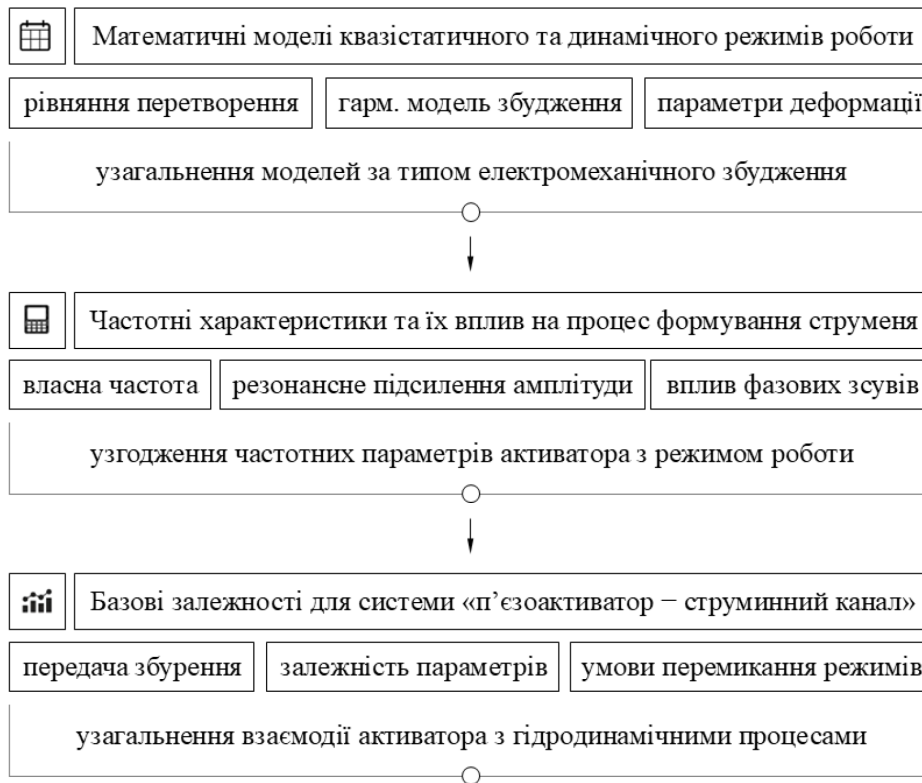 Математичні моделі квазістатичного та динамічного режимів роботи
рівняння перетворення гарм. модель збудження параметри деформації
узагальнення моделей за типом електромеханічного збудження
Частотні характеристики та їх вплив на процес формування струменя
власна частота резонансне підсилення амплітуди вплив фазових зсувів
узгодження частотних параметрів активатора з режимом роботи
Базові залежності для системи «п’єзоактиватор − струминний канал»
передача збурення залежність параметрів умови перемикання режимів
узагальнення взаємодії активатора з гідродинамічними процесами